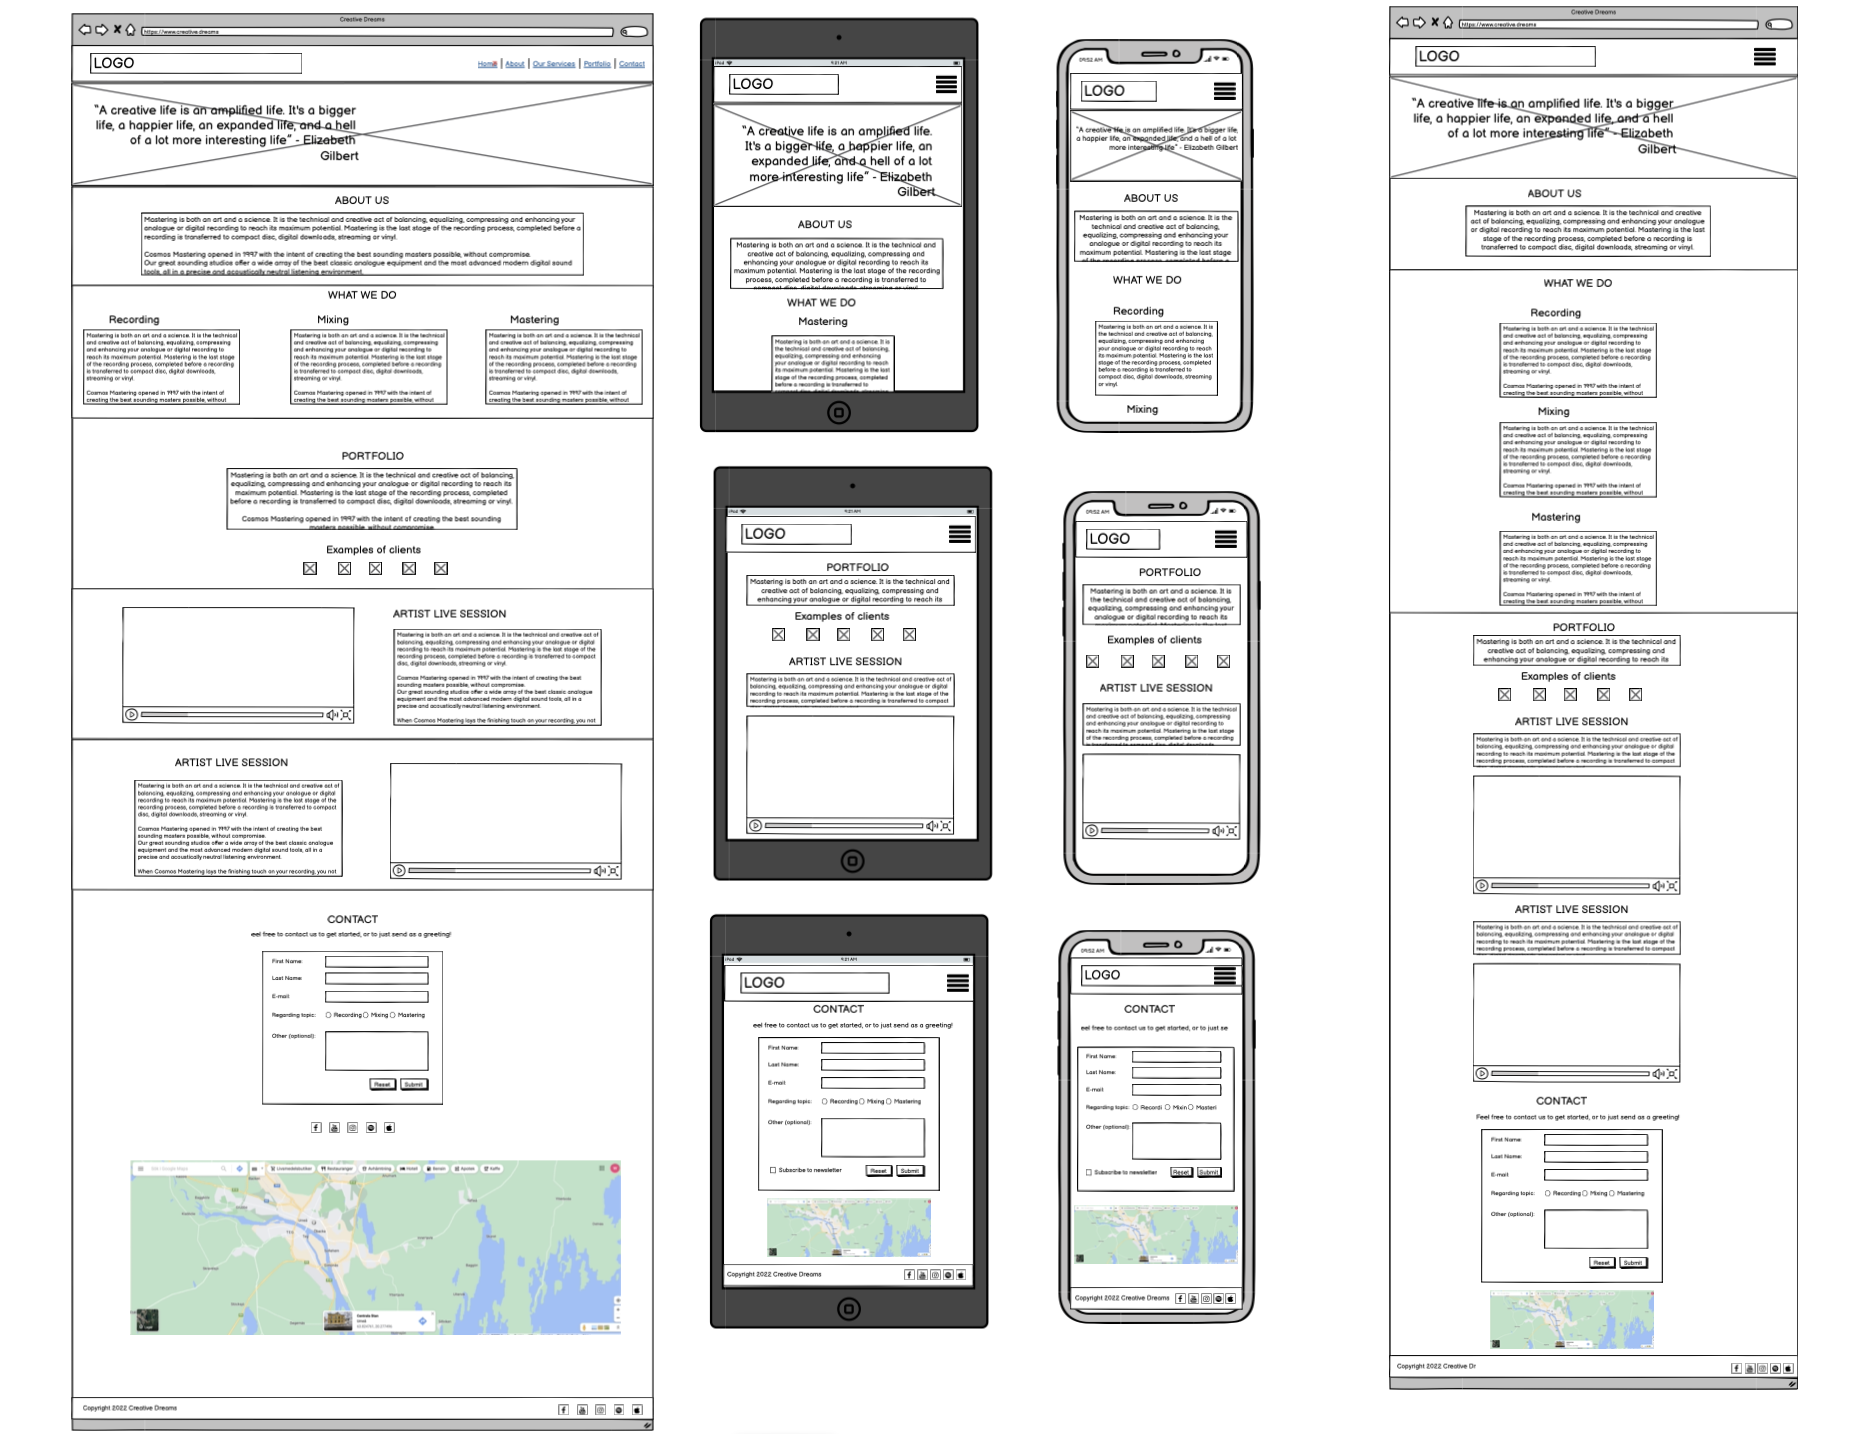 Creative Dreams
https://www.creative.dreams
LOGO
Home | About | Our Services | Portfolio | Contact
"A creative life is an amplified life. It's a bigger
life, a happier life, an expanded life, and a hell
of a lot more interesting life" - Elizabeth
Gilbert
ABOUT US
Mastering is both an art and a science. It is the technical and creative act of balancing, equalizing, compressing and enhancing your
analogue or digital recording to reach its maximum potential. Mastering is the last stage of the recording process, completed before a
recording is transferred to compact disc, digital downloads, streaming or vinyl.
Cosmos Mastering opened in 1997 with the intent of creating the best sounding masters possible, without compromise.
Our great sounding studios offer a wide array of the best classic analogue equipment and the most advanced modern digital sound
tools, all in a precise and acoustically neutral listening environment.
WHAT WE DO
Recording
Mastering is both an art and a science. It is the technical
and creative act of balancing, equalizing, compressing
and enhancing your analogue or digital recording to
reach its maximum potential. Mastering is the last stage
of the recording process, completed before a recording
is transferred to compact disc, digital downloads,
streaming or vinyl.
Cosmos Mastering opened in 1997 with the intent of
creating the best sounding masters possible, without
Mixing
Mastering is both an art and a science. It is the technical
and creative act of balancing, equalizing, compressing
and enhancing your analogue or digital recording to
reach its maximum potential. Mastering is the last stage
of the recording process, completed before a recording
is transferred to compact disc, digital downloads,
streaming or vinyl.
Cosmos Mastering opened in 1997 with the intent of
creating the best sounding masters possible, without
Mastering
Mastering is both an art and a science. It is the technical
and creative act of balancing, equalizing, compressing
and enhancing your analogue or digital recording to
reach its maximum potential. Mastering is the last stage
of the recording process, completed before a recording
is transferred to compact disc, digital downloads,
streaming or vinyl.
Cosmos Mastering opened in 1997 with the intent of
creating the best sounding masters possible, without
PORTFOLIO
Mastering is both an art and a science. It is the technical and creative act of balancing,
equalizing, compressing and enhancing your analogue or digital recording to reach its
maximum potential. Mastering is the last stage of the recording process, completed
before a recording is transferred to compact disc, digital downloads, streaming or vinyl.
Cosmos Mastering opened in 1997 with the intent of creating the best sounding
masters possible, without compromise.
Examples of clients
ARTIST LIVE SESSION
Mastering is both an art and a science. It is the technical and creative act of
balancing, equalizing, compressing and enhancing your analogue or digital
recording to reach its maximum potential. Mastering is the last stage of the
recording process, completed before a recording is transferred to compact
disc, digital downloads, streaming or vinyl.
Cosmos Mastering opened in 1997 with the intent of creating the best
sounding masters possible, without compromise.
Our great sounding studios offer a wide array of the best classic analogue
equipment and the most advanced modern digital sound tools, all in a
precise and acoustically neutral listening environment.
When Cosmos Mastering lays the finishing touch on your recording, you not
ARTIST LIVE SESSION
Mastering is both an art and a science. It is the technical and creative act of
balancing, equalizing, compressing and enhancing your analogue or digital
recording to reach its maximum potential. Mastering is the last stage of the
recording process, completed before a recording is transferred to compact
disc, digital downloads, streaming or vinyl.
Cosmos Mastering opened in 1997 with the intent of creating the best
sounding masters possible, without compromise.
Our great sounding studios offer a wide array of the best classic analogue
equipment and the most advanced modern digital sound tools, all in a
precise and acoustically neutral listening environment.
When Cosmos Mastering lays the finishing touch on your recording, you not
CONTACT
eel free to contact us to get started, or to just send as a greeting!
First Name:
Last Name:
E-mail:
Regarding topic: Recording Mixing Mastering
Other (optional):
Reset Submit
Copyright 2022 Creative Dreams
iPad 9:21 AM
LOGO
"A creative life is an amplified life.
It's a bigger life, a happier life, an
expanded life, and a hell of a lot
more interesting life" - Elizabeth
Gilbert
ABOUT US
Mastering is both an art and a science. It is the technical and
creative act of balancing, equalizing, compressing and
enhancing your analogue or digital recording to reach its
maximum potential. Mastering is the last stage of the recording
process, completed before a recording is transferred to
compact disc, digital downloads, streaming or vinyl.
WHAT WE DO
Mastering
Mastering is both an art and a science. It is
the technical and creative act of balancing,
equalizing, compressing and enhancing
your analogue or digital recording to reach
its maximum potential. Mastering is the last
stage of the recording process, completed
before a recording is transferred to
compact disc, digital downloads, streaming
iPad 9:21 AM
LOGO
PORTFOLIO
Mastering is both an art and a science. It is the technical and
creative act of balancing, equalizing, compressing and
enhancing your analogue or digital recording to reach its
Examples of clients
ARTIST LIVE SESSION
Mastering is both an art and a science. It is the technical and creative act of
balancing, equalizing, compressing and enhancing your analogue or digital
recording to reach its maximum potential. Mastering is the last stage of the
recording process, completed before a recording is transferred to compact
iPad 9:21 AM
LOGO
CONTACT
eel free to contact us to get started, or to just send as a greeting!
First Name:
Last Name:
E-mail:
Regarding topic: Recording Mixing Mastering
Other (optional):
Subscribe to newsletter Reset Submit
Copyright 2022 Creative Dreams
09:52 AM
LOGO
"A creative life is an amplified life. It's a bigger life,
a happier life, an expanded life, and a hell of a lot
more interesting life" - Elizabeth Gilbert
ABOUT US
Mastering is both an art and a science. It is the
technical and creative act of balancing,
equalizing, compressing and enhancing your
analogue or digital recording to reach its
maximum potential. Mastering is the last stage
of the recording process, completed before a
WHAT WE DO
Recording
Mastering is both an art and a science. It is
the technical and creative act of balancing,
equalizing, compressing and enhancing
your analogue or digital recording to reach
its maximum potential. Mastering is the last
stage of the recording process, completed
before a recording is transferred to
compact disc, digital downloads, streaming
or vinyl.
Mixing
09:52 AM
LOGO
PORTFOLIO
Mastering is both an art and a science. It is
the technical and creative act of balancing,
equalizing, compressing and enhancing your
analogue or digital recording to reach its
Examples of clients
ARTIST LIVE SESSION
Mastering is both an art and a science. It is the technical
and creative act of balancing, equalizing, compressing
and enhancing your analogue or digital recording to
reach its maximum potential. Mastering is the last stage
of the recording process, completed before a recording
is transferred to compact disc, digital downloads,
09:52 AM
LOGO
CONTACT
eel free to contact us to get started, or to just se
First Name:
Last Name:
E-mail:
Regarding topic: Recordi Mixin Masteri
Other (optional):
Subscribe to newsletter Reset Submit
Copyright 2022 Creative Dreams
Creative Dreams
https://www.creative.dreams
LOGO
"A creative life is an amplified life. It's a bigger
life, a happier life, an expanded life, and a hell
of a lot more interesting life" - Elizabeth
Gilbert
ABOUT US
Mastering is both an art and a science. It is the technical and creative
act of balancing, equalizing, compressing and enhancing your analogue
or digital recording to reach its maximum potential. Mastering is the last
stage of the recording process, completed before a recording is
transferred to compact disc, digital downloads, streaming or vinyl.
WHAT WE DO
Recording
Mastering is both an art and a science. It is the technical
and creative act of balancing, equalizing, compressing
and enhancing your analogue or digital recording to
reach its maximum potential. Mastering is the last stage
of the recording process, completed before a recording
is transferred to compact disc, digital downloads,
streaming or vinyl.
Cosmos Mastering opened in 1997 with the intent of
creating the best sounding masters possible, without
Mixing
Mastering is both an art and a science. It is the technical
and creative act of balancing, equalizing, compressing
and enhancing your analogue or digital recording to
reach its maximum potential. Mastering is the last stage
of the recording process, completed before a recording
is transferred to compact disc, digital downloads,
streaming or vinyl.
Cosmos Mastering opened in 1997 with the intent of
creating the best sounding masters possible, without
Mastering
Mastering is both an art and a science. It is the technical
and creative act of balancing, equalizing, compressing
and enhancing your analogue or digital recording to
reach its maximum potential. Mastering is the last stage
of the recording process, completed before a recording
is transferred to compact disc, digital downloads,
streaming or vinyl.
Cosmos Mastering opened in 1997 with the intent of
creating the best sounding masters possible, without
PORTFOLIO
Mastering is both an art and a science. It is the technical and
creative act of balancing, equalizing, compressing and
enhancing your analogue or digital recording to reach its
Examples of clients
ARTIST LIVE SESSION
Mastering is both an art and a science. It is the technical and creative act of
balancing, equalizing, compressing and enhancing your analogue or digital
recording to reach its maximum potential. Mastering is the last stage of the
recording process, completed before a recording is transferred to compact
ARTIST LIVE SESSION
Mastering is both an art and a science. It is the technical and creative act of
balancing, equalizing, compressing and enhancing your analogue or digital
recording to reach its maximum potential. Mastering is the last stage of the
recording process, completed before a recording is transferred to compact
CONTACT
Feel free to contact us to get started, or to just send as a greeting!
First Name:
Last Name:
E-mail:
Regarding topic: Recording Mixing Mastering
Other (optional):
Reset Submit
Copyright 2022 Creative Dr